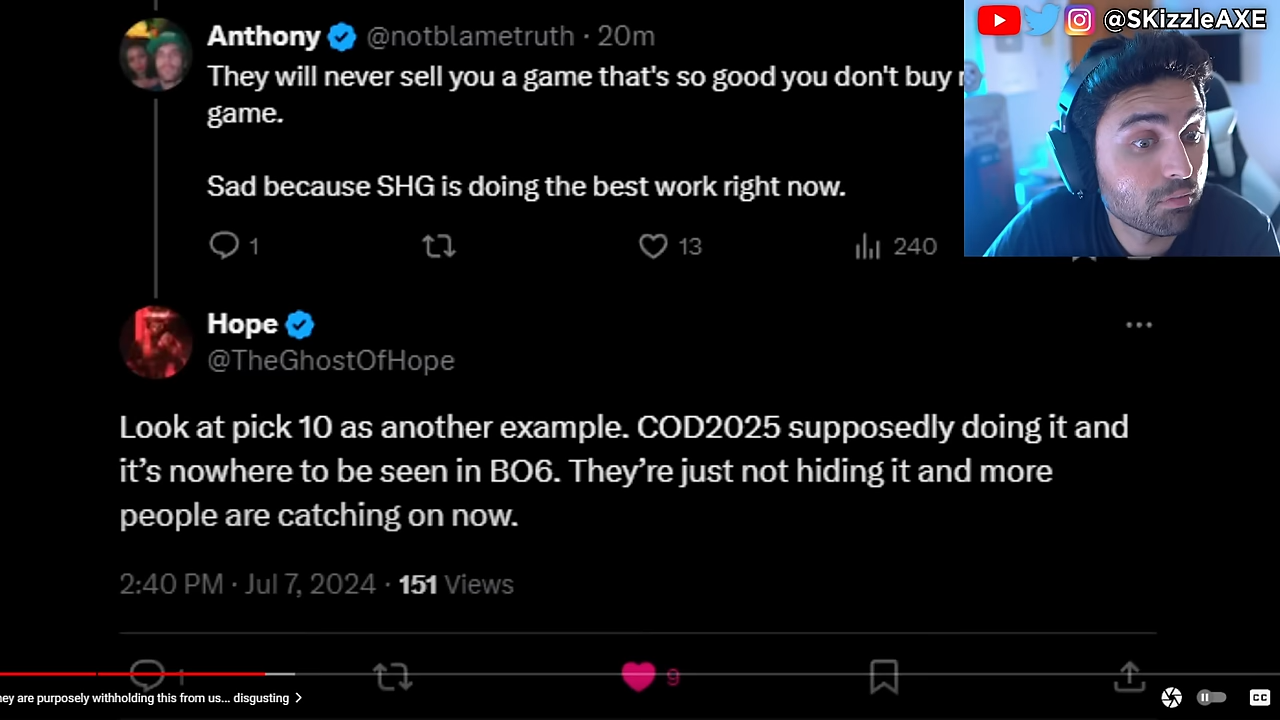 @SKizzleAXE
Anthony @notblametruth · 20m
They will never sell you a game that's so good you don't buy
game.
Sad because SHG is doing the best work right now.
1 13 240
Hope
@TheGhostOfHope
Look at pick 10 as another example. COD2025 supposedly doing it and
it’s nowhere to be seen in BO6. They’re just not hiding it and more
people are catching on now.
2:40 PM · Jul 7, 2024 · 151 Views
1 9
ey are purposely withholding this from us... disgusting >
CC